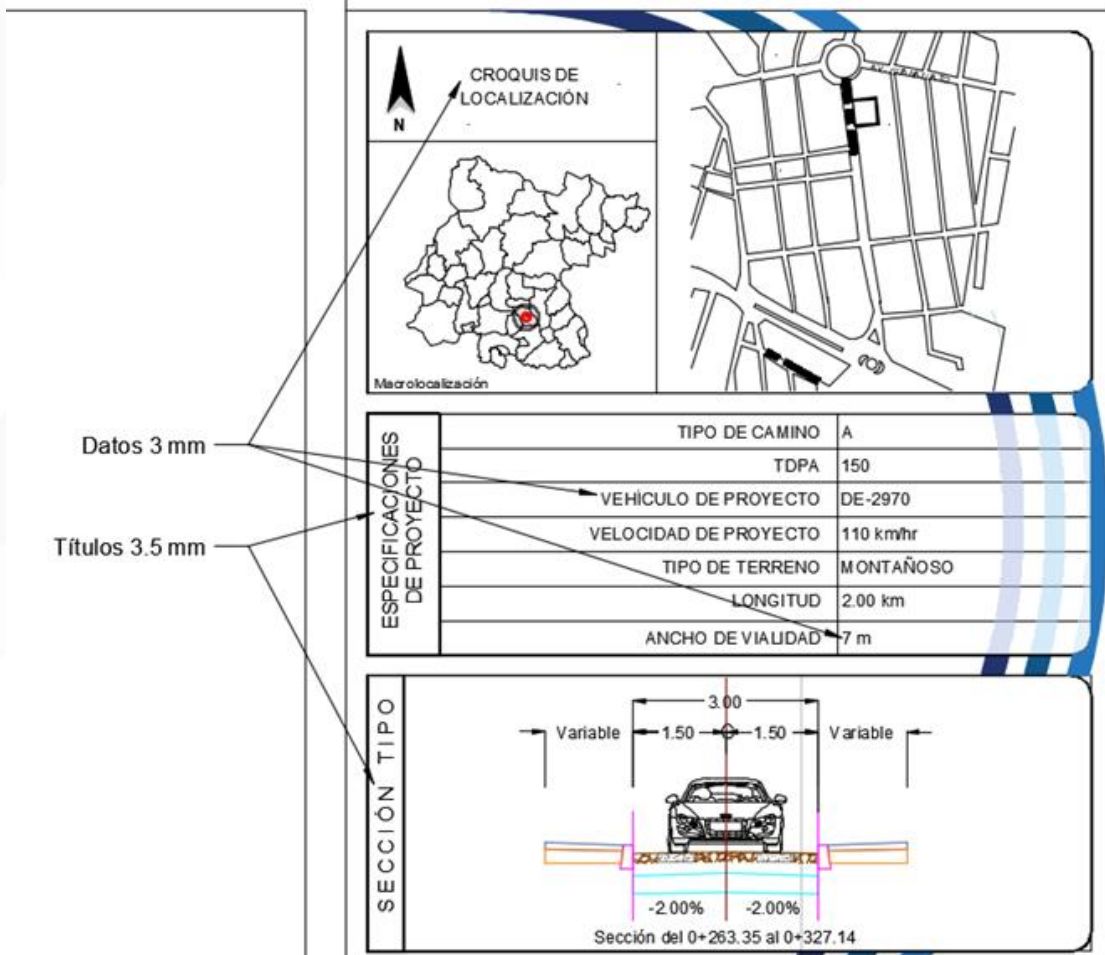 CROQUIS DE
LOCALIZACIÓN
N
Macrolocalización
Datos 3 mm
Títulos 3.5 mm
ESPECIFICACIONES
DE PROYECTO
TIPO DE CAMINO A
TDPA 150
VEHÍCULO DE PROYECTO DE-2970
VELOCIDAD DE PROYECTO 110 km/hr
TIPO DE TERRENO MONTAÑOSO
LONGITUD 2.00 km
ANCHO DE VIALIDAD 7 m
SECCIÓN TIPO
3.00
Variable 1.50 1.50 Variable
-2.00% -2.00%
Sección del 0+263.35 al 0+327.14